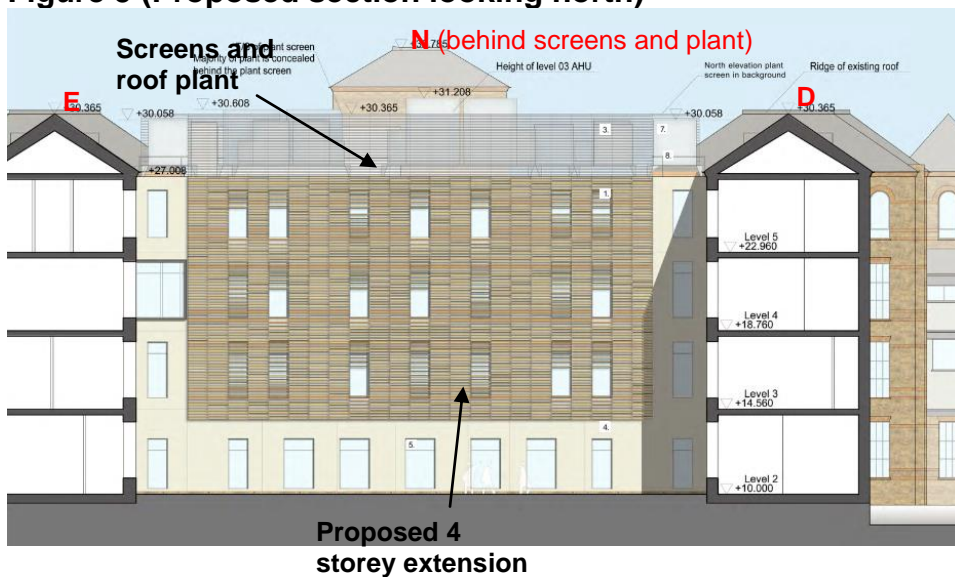 Figure 3 (Proposed section looking north)
N (behind screens and plant)
Screens and
roof plant
of plant screen
Majority of plant is concealed
behind the plant screen
Height of level 03 AHU
North elevation plant
screen in background
Ridge of existing roof
E
D
+30.365
+30.058
+30.608
+30.365
+31.208
+30.058
+30.365
+27.008
3.
7.
8.
1.
Level 5
+22.960
Level 4
+18.760
Level 3
+14.560
4.
5.
Level 2
+10.000
Proposed 4
storey extension